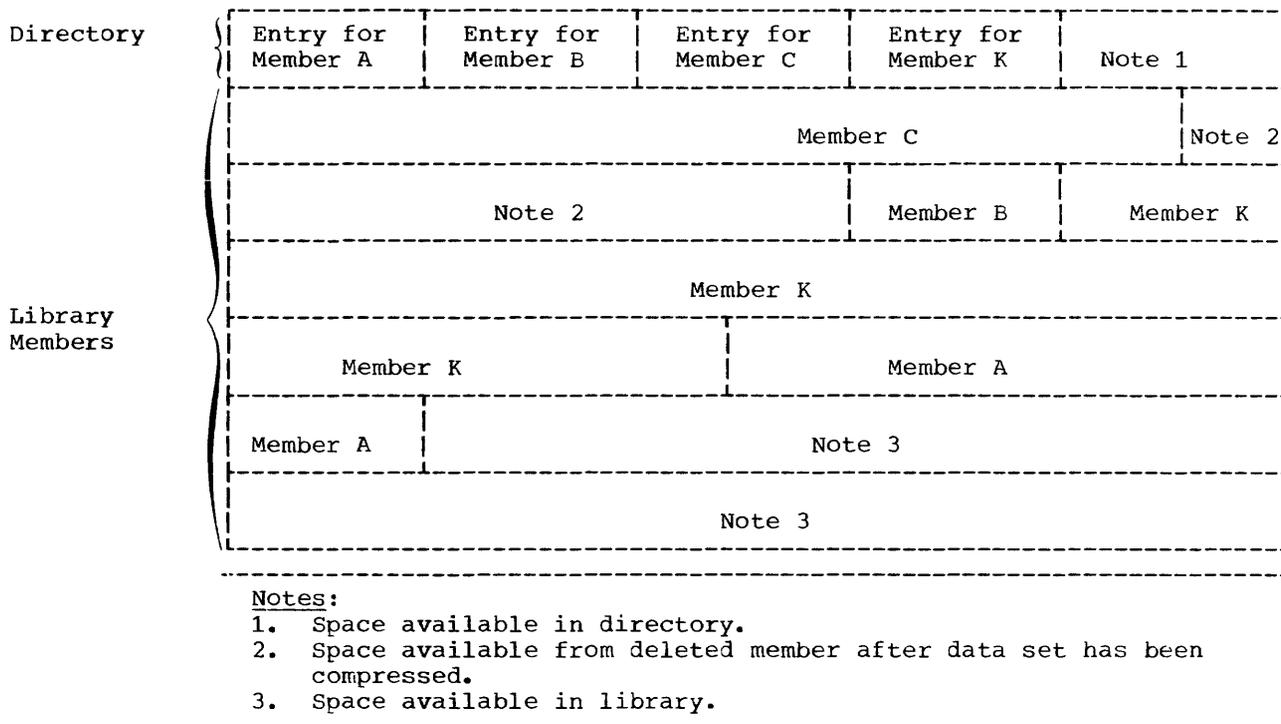 Directory
Entry for Member A
Entry for Member B
Entry for Member C
Entry for Member K
Note 1
Member C
Note 2
Note 2
Member B
Member K
Member K
Library Members
Member K
Member A
Member A
Note 3
Note 3
Notes:
1. Space available in directory.
2. Space available from deleted member after data set has been
compressed.
3. Space available in library.